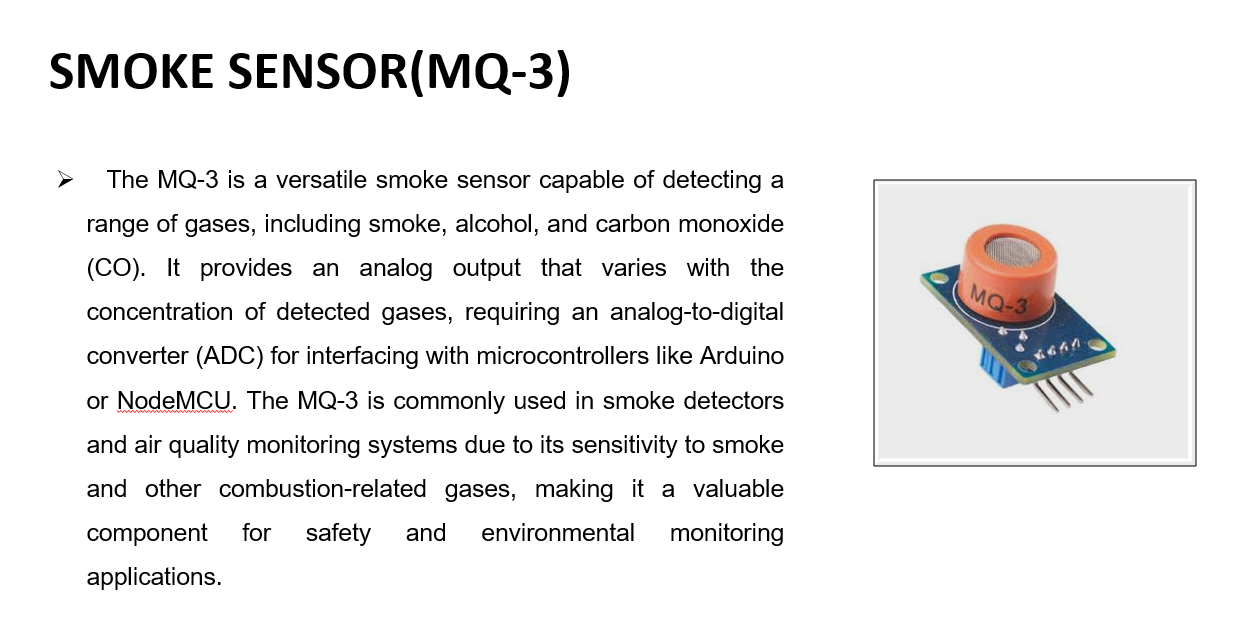 SMOKE SENSOR(MQ-3)
➢ The MQ-3 is a versatile smoke sensor capable of detecting a
range of gases, including smoke, alcohol, and carbon monoxide
(CO). It provides an analog output that varies with the
concentration of detected gases, requiring an analog-to-digital
converter (ADC) for interfacing with microcontrollers like Arduino
or NodeMCU. The MQ-3 is commonly used in smoke detectors
and air quality monitoring systems due to its sensitivity to smoke
and other combustion-related gases, making it a valuable
component for safety and environmental monitoring
applications.
MQ-3